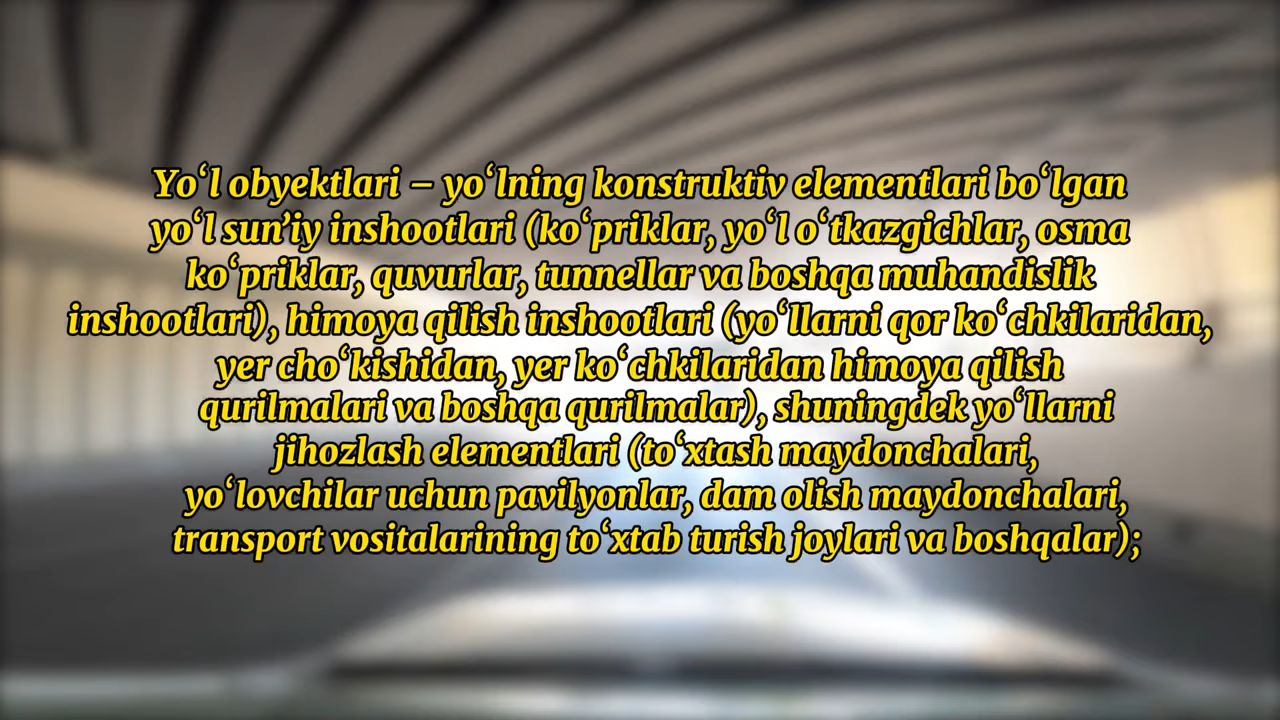 Yoʻl obyektlari – yoʻlning konstruktiv elementlari boʻlgan
yoʻl sun’iy inshootlari (koʻpriklar, yoʻl oʻtkazgichlar, osma
koʻpriklar, quvurlar, tunnellar va boshqa muhandislik
inshootlari), himoya qilish inshootlari (yoʻllarni qor koʻchkilaridan,
yer choʻkishidan, yer koʻchkilaridan himoya qilish
qurilmalari va boshqa qurilmalar), shuningdek yoʻllarni
jihozlash elementlari (toʻxtash maydonchalari,
yoʻlovchilar uchun pavilyonlar, dam olish maydonchalari,
transport vositalarining toʻxtab turish joylari va boshqalar);